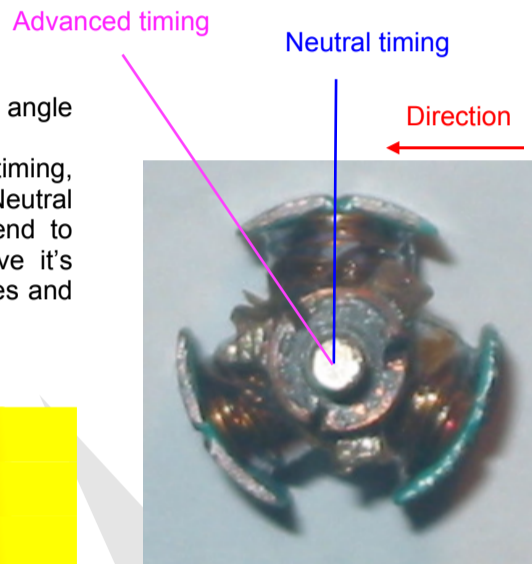 Advanced timing
Neutral timing
Direction
angle
timing,
Neutral
end to
ve it's
es and